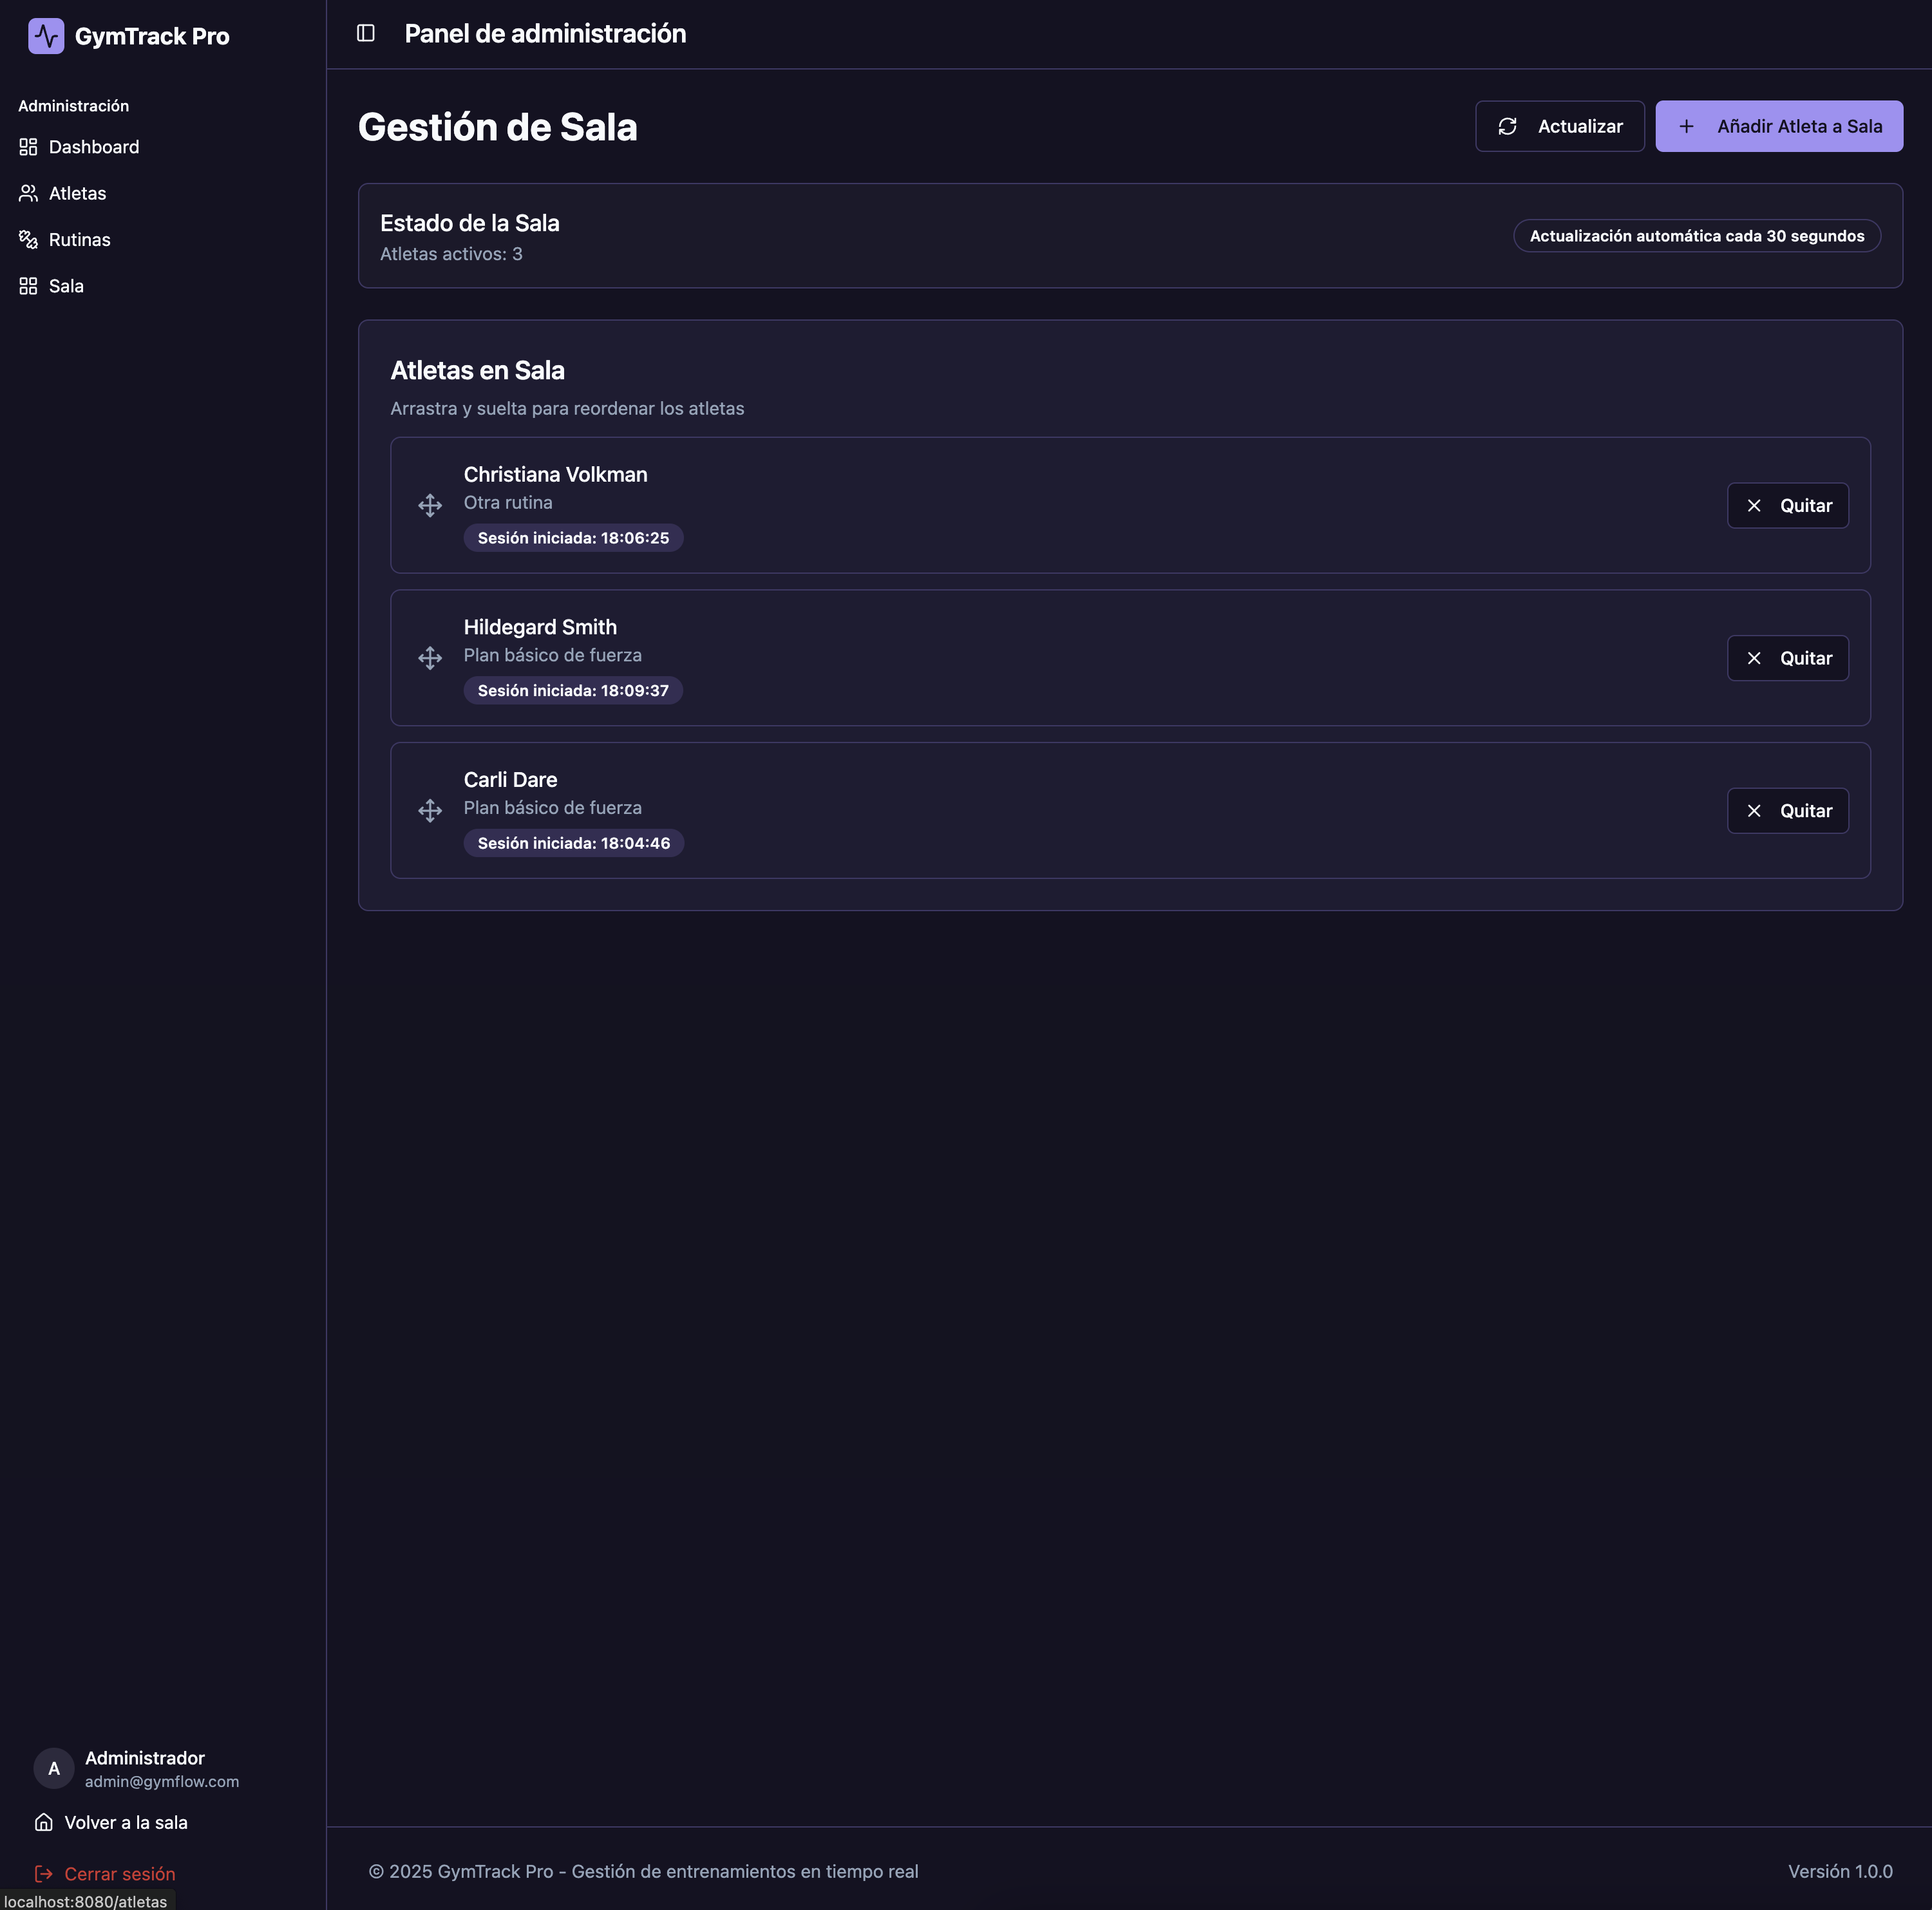 GymTrack Pro
Panel de administración
Administración
Dashboard
Atletas
Rutinas
Sala
Gestión de Sala
Actualizar
Añadir Atleta a Sala
Estado de la Sala
Atletas activos: 3
Actualización automática cada 30 segundos
Atletas en Sala
Arrastra y suelta para reordenar los atletas
Christiana Volkman
Otra rutina
Sesión iniciada: 18:06:25
Quitar
Hildegard Smith
Plan básico de fuerza
Sesión iniciada: 18:09:37
Quitar
Carli Dare
Plan básico de fuerza
Sesión iniciada: 18:04:46
Quitar
A
Administrador
admin@gymflow.com
Volver a la sala
Cerrar sesión
localhost:8080/atletas
© 2025 GymTrack Pro - Gestión de entrenamientos en tiempo real
Versión 1.0.0